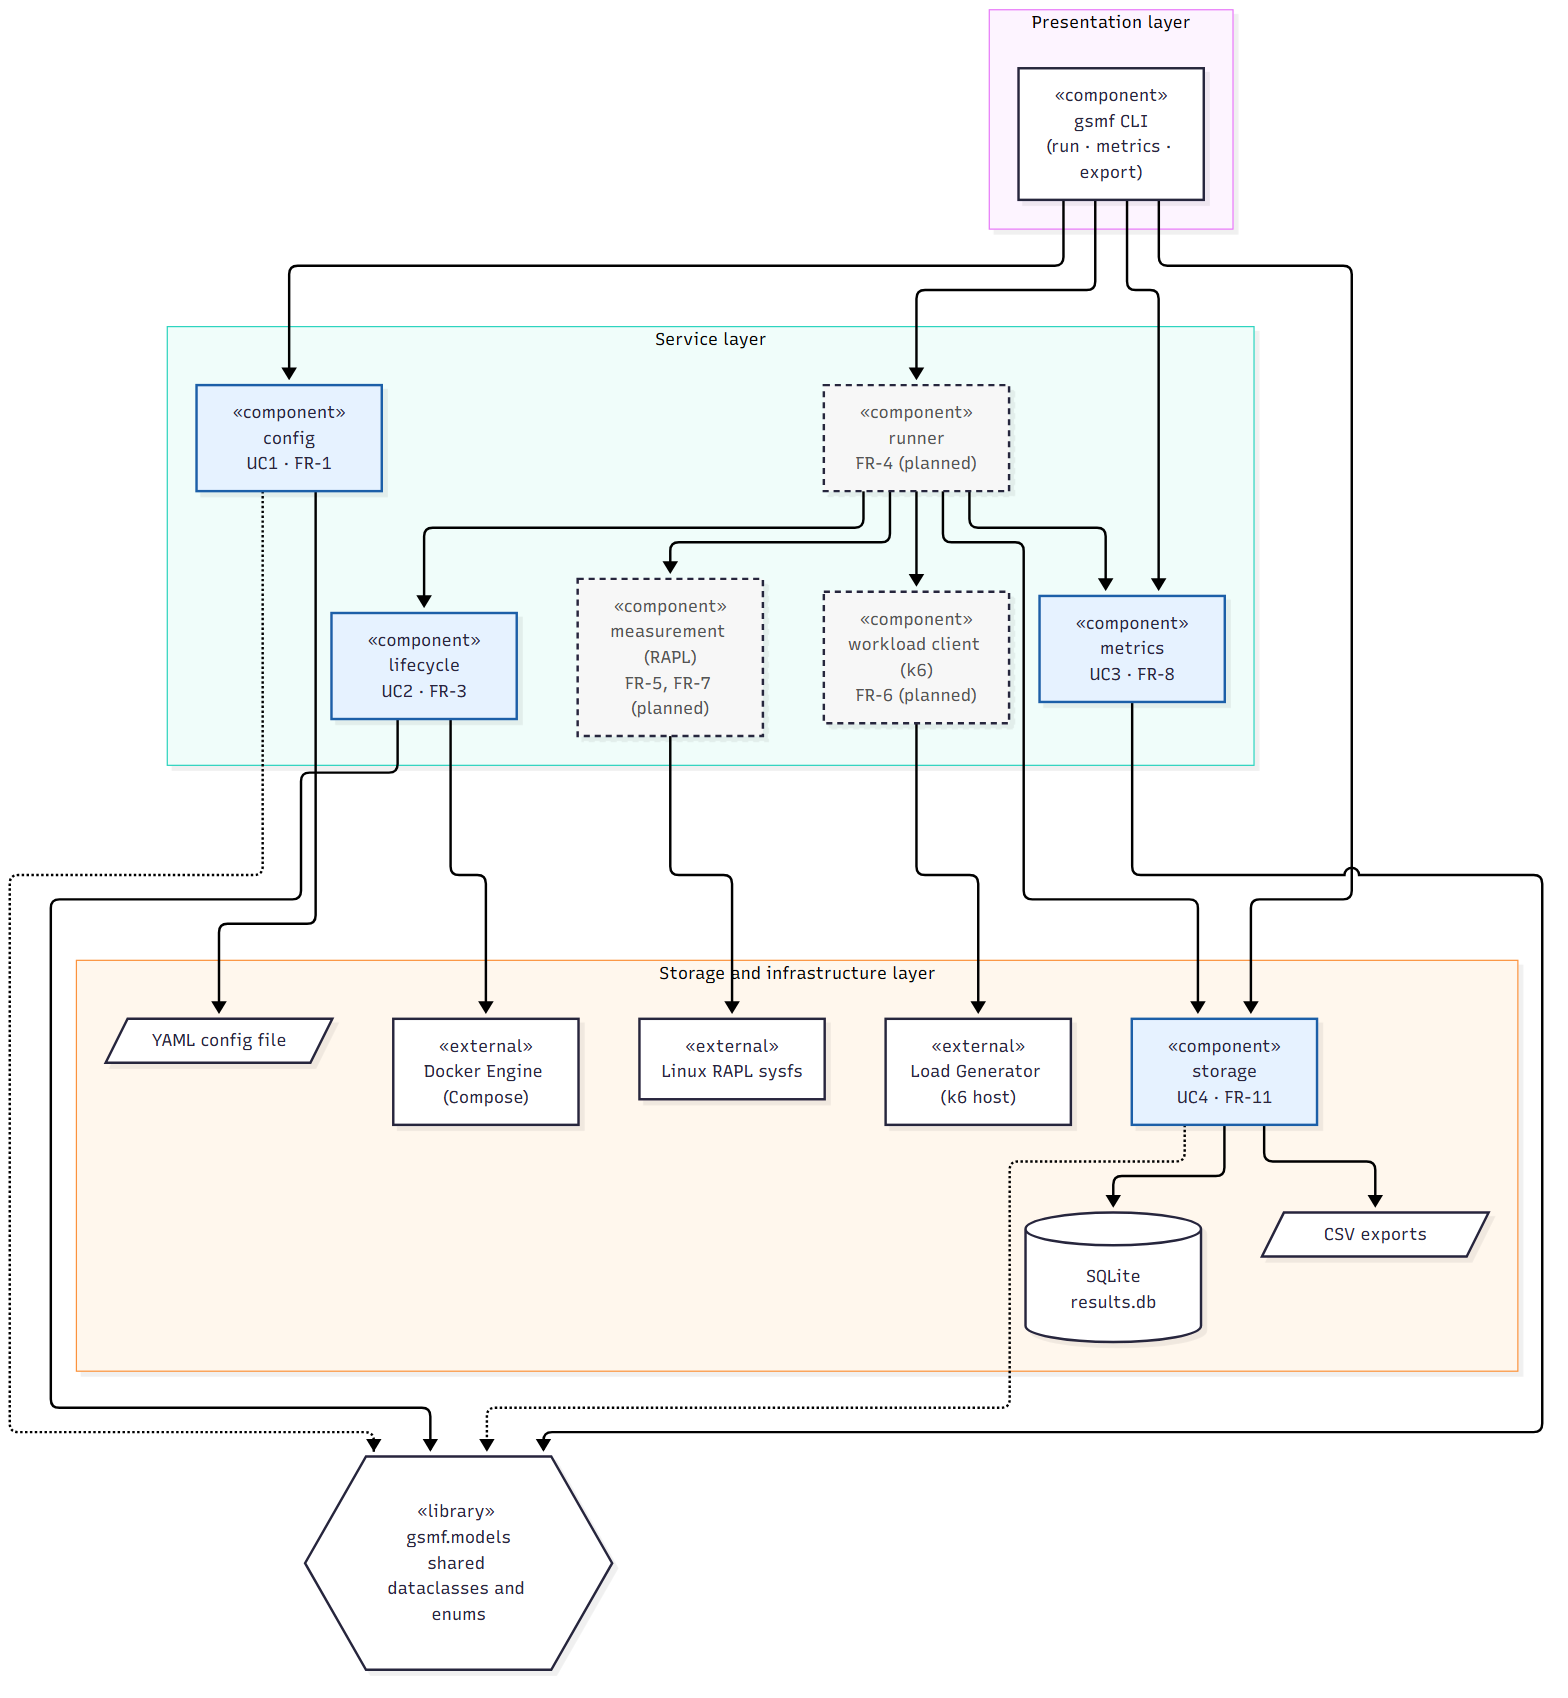 Presentation layer
«component»
gsmf CLI
(run · metrics ·
export)
Service layer
«component»
config
UC1 · FR-1
«component»
runner
FR-4 (planned)
«component»
lifecycle
UC2 · FR-3
«component»
measurement
(RAPL)
FR-5, FR-7
(planned)
«component»
workload client
(k6)
FR-6 (planned)
«component»
metrics
UC3 · FR-8
Storage and infrastructure layer
YAML config file
«external»
Docker Engine
(Compose)
«external»
Linux RAPL sysfs
«external»
Load Generator
(k6 host)
«component»
storage
UC4 · FR-11
SQLite
results.db
CSV exports
«library»
gsmf.models
shared
dataclasses and
enums